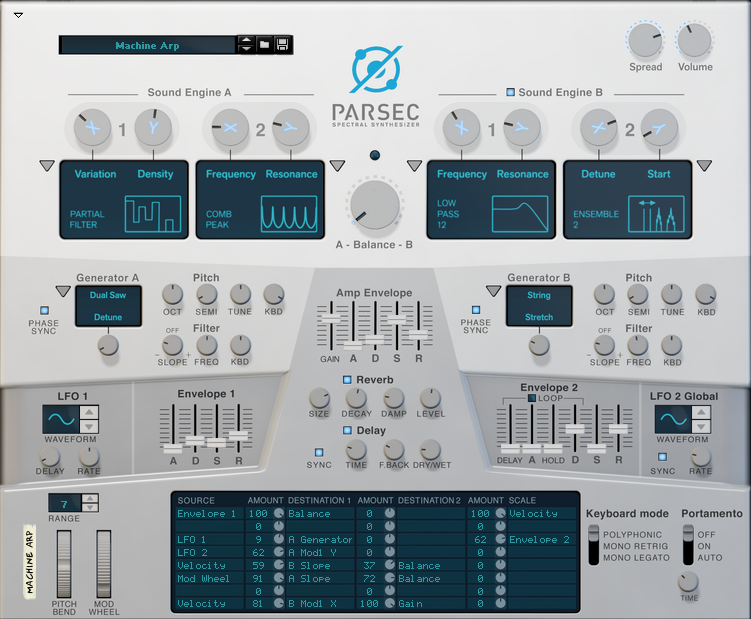 Machine Arp
Spread
Volume
PARSEC
SPECTRAL SYNTHESIZER
Sound Engine A
X 1 Y
X 2 Y
Variation Density
PARTIAL
FILTER
Frequency Resonance
COMB
PEAK
Sound Engine B
X 1 Y
X 2 Y
Frequency Resonance
LOW
PASS
12
Detune Start
ENSEMBLE
2
A - Balance - B
Generator A
Dual Saw
Detune
PHASE
SYNC
Pitch
OCT SEMI TUNE KBD
Filter
OFF
- +
SLOPE FREQ KBD
Amp Envelope
GAIN A D S R
Generator B
String
Stretch
PHASE
SYNC
Pitch
OCT SEMI TUNE KBD
Filter
OFF
- +
SLOPE FREQ KBD
LFO 1
WAVEFORM
DELAY RATE
Envelope 1
A D S R
Reverb
SIZE DECAY DAMP LEVEL
Delay
SYNC TIME F.BACK DRY/WET
Envelope 2
LOOP
DELAY A HOLD D S R
LFO 2 Global
WAVEFORM
SYNC RATE
7
RANGE
MACHINE ARP
PITCH
BEND
MOD
WHEEL
SOURCE AMOUNT DESTINATION 1 AMOUNT DESTINATION 2 AMOUNT SCALE
Envelope 1 100 Balance 0 100 Velocity
0 0 0
LFO 1 9 A Generator 0 62 Envelope 2
LFO 2 62 A Mod1 Y 0 0
Velocity 59 B Slope 37 Balance 0
Mod Wheel 91 A Slope 72 Balance 0
0 0 0
Velocity 81 B Mod1 X 100 Gain 0
Keyboard mode
POLYPHONIC
MONO RETRIG
MONO LEGATO
Portamento
OFF
ON
AUTO
TIME